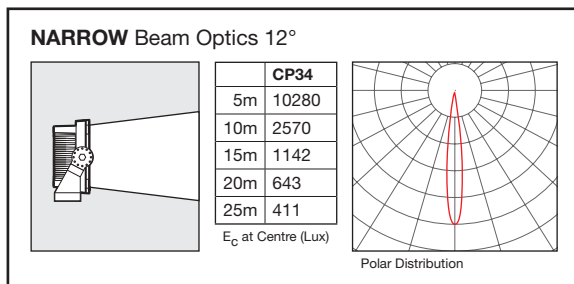 NARROW Beam Optics 12°
CP34
5m 10280
10m 2570
15m 1142
20m 643
25m 411
EC at Centre (Lux)
Polar Distribution